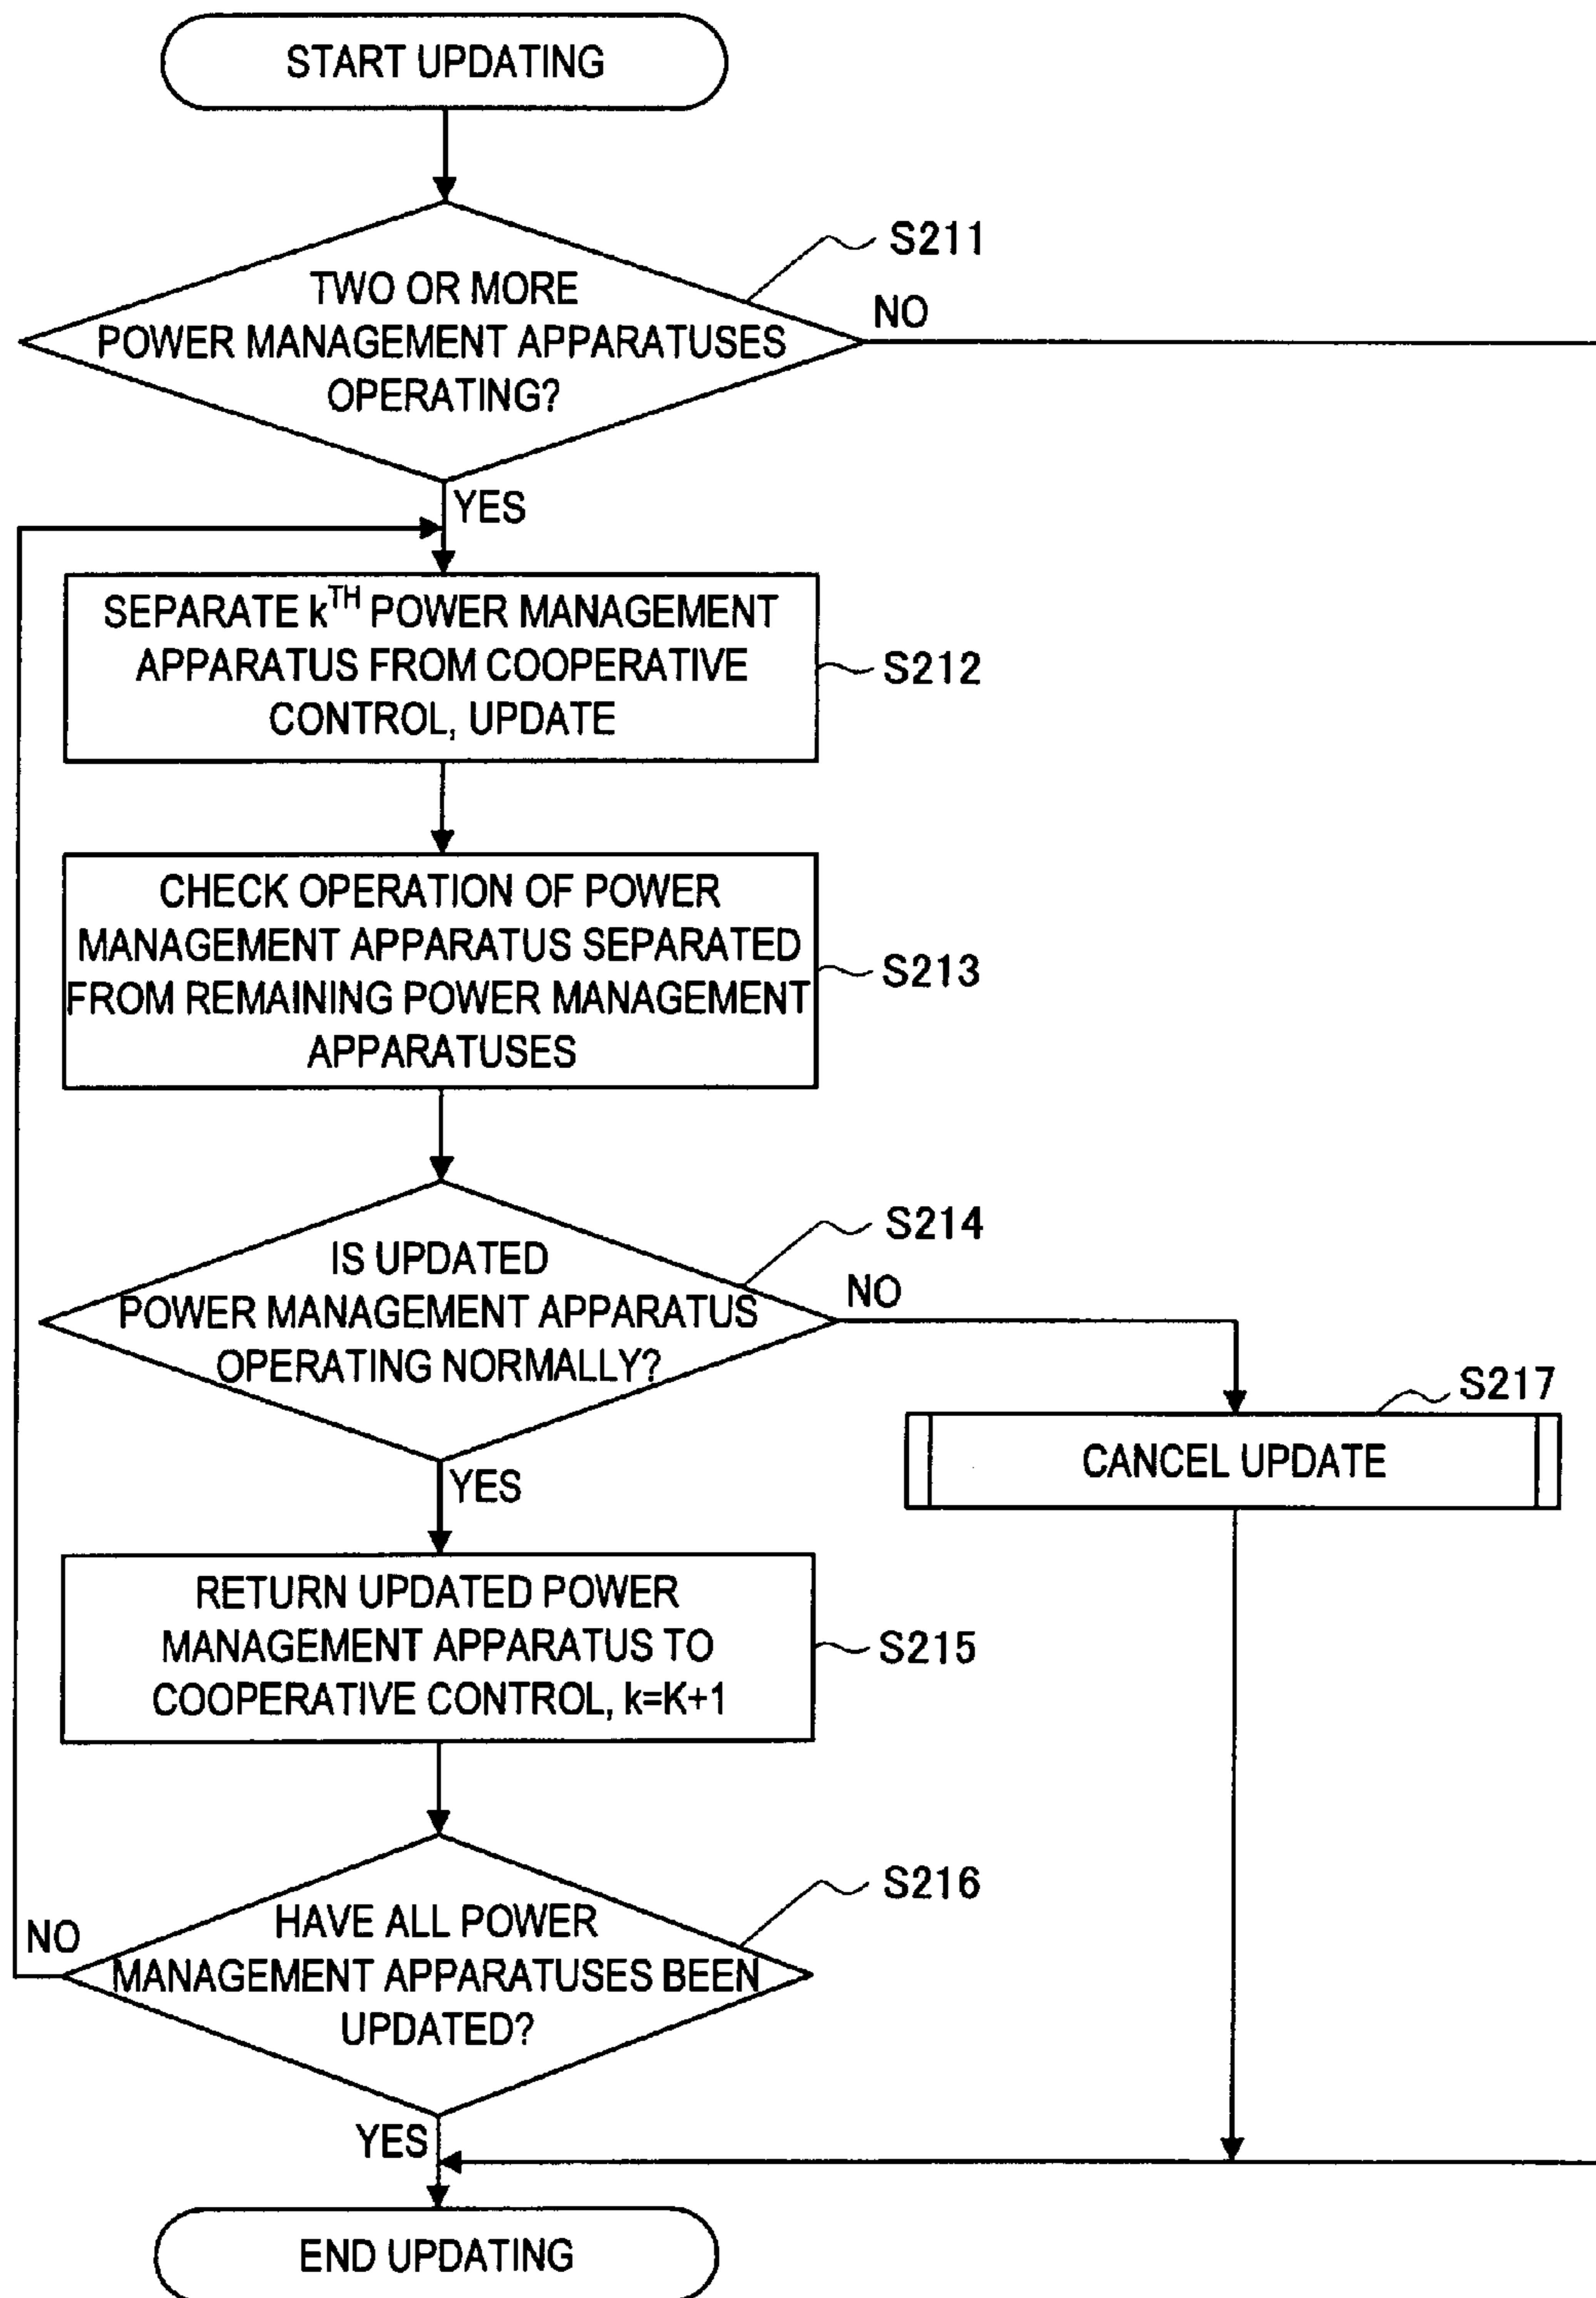 START UPDATING
S211
TWO OR MORE
POWER MANAGEMENT APPARATUSES
OPERATING?
NO
YES
SEPARATE kTH POWER MANAGEMENT
APPARATUS FROM COOPERATIVE
CONTROL, UPDATE
S212
CHECK OPERATION OF POWER
MANAGEMENT APPARATUS SEPARATED
FROM REMAINING POWER MANAGEMENT
APPARATUSES
S213
S214
IS UPDATED
POWER MANAGEMENT APPARATUS
OPERATING NORMALLY?
NO
S217
CANCEL UPDATE
YES
RETURN UPDATED POWER
MANAGEMENT APPARATUS TO
COOPERATIVE CONTROL, k=K+1
S215
S216
HAVE ALL POWER
MANAGEMENT APPARATUSES BEEN
UPDATED?
NO
YES
END UPDATING